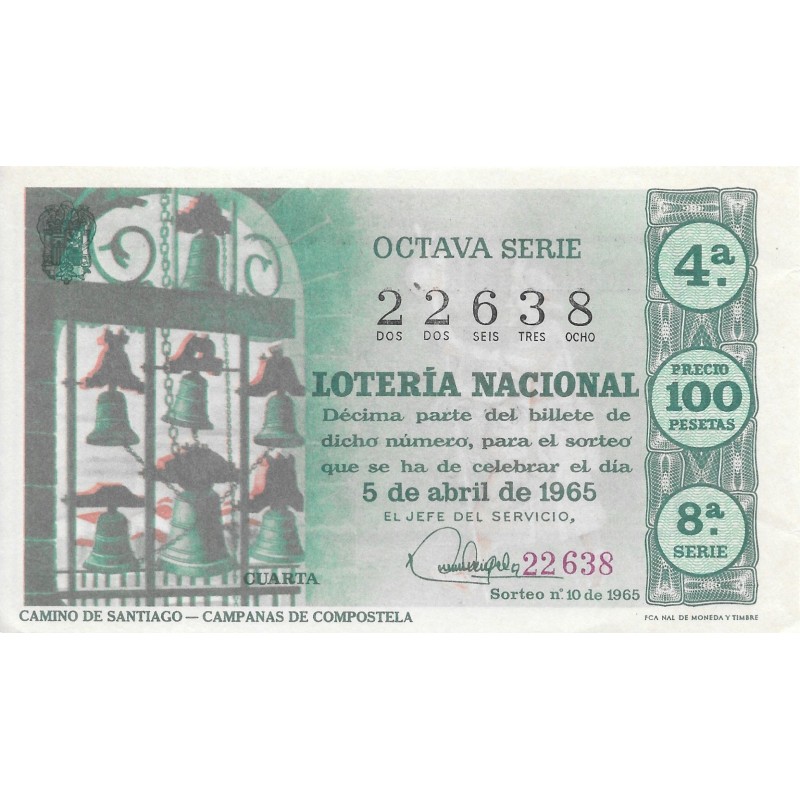 OCTAVA SERIE
22638
DOS DOS SEIS TRES OCHO
LOTERÍA NACIONAL
Décima parte del billete de
dicho número, para el sorteo
que se ha de celebrar el día
5 de abril de 1965
EL JEFE DEL SERVICIO,
22638
Sorteo nº 10 de 1965
CUARTA
CAMINO DE SANTIAGO — CAMPANAS DE COMPOSTELA
4ª.
PRECIO
100
PESETAS
8ª.
SERIE
FCA NAL DE MONEDA Y TIMBRE